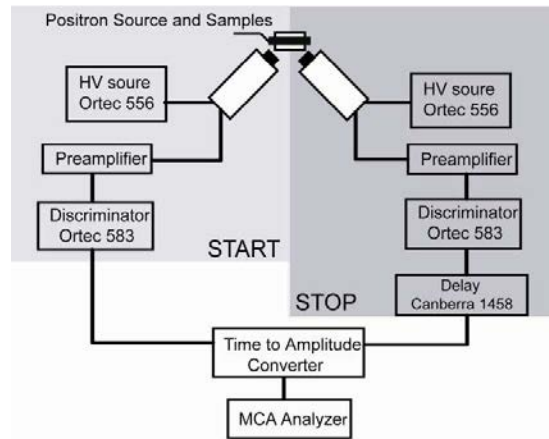 Positron Source and Samples
HV soure
Ortec 556
Preamplifier
Discriminator
Ortec 583
START
HV soure
Ortec 556
Preamplifier
Discriminator
Ortec 583
Delay
Canberra 1458
STOP
Time to Amplitude
Converter
MCA Analyzer